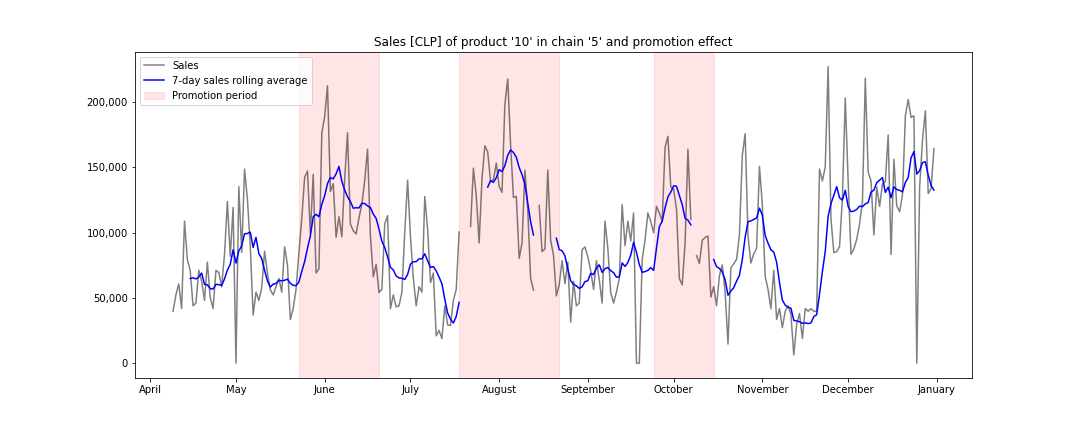 Sales [CLP] of product '10' in chain '5' and promotion effect
Sales
7-day sales rolling average
Promotion period
200,000
150,000
100,000
50,000
0
April May June July August September October November December January